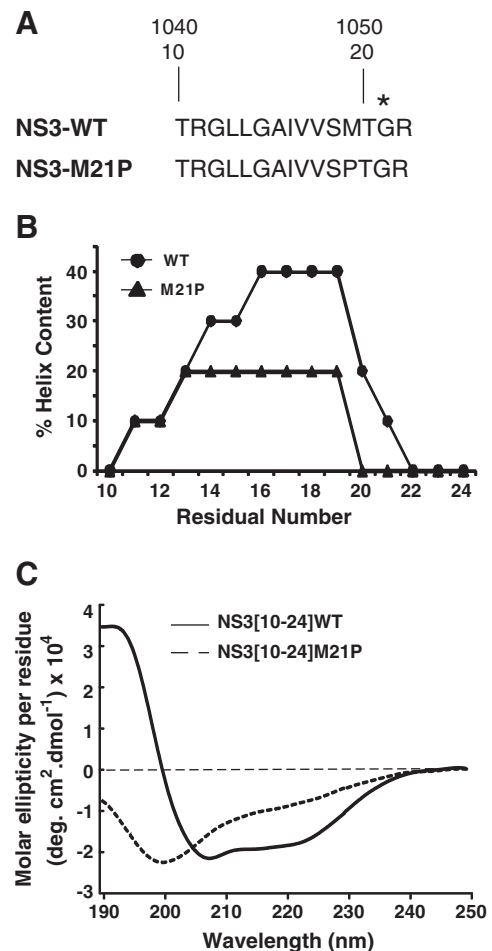 A
1040 1050
10 20
*
NS3-WT TRGLLGAIVVSMTGR
NS3-M21P TRGLLGAIVVSPTGR
B
WT
M21P
% Helix Content
40
30
20
10
0
10 12 14 16 18 20 22 24
Residual Number
C
NS3[10-24]WT
NS3[10-24]M21P
Molar ellipticity per residue
(deg. cm².dmol⁻¹) x 10⁴
4
3
2
1
0
-1
-2
-3
190 200 210 220 230 240 250
Wavelength (nm)